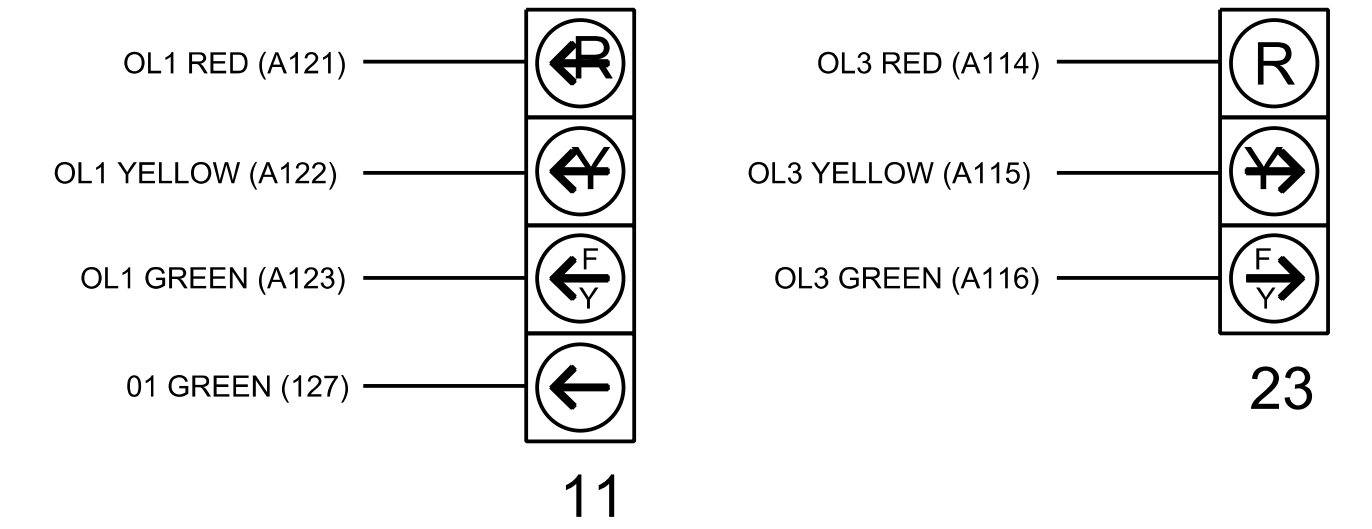 OL1 RED (A121)
R
OL1 YELLOW (A122)
Y
OL1 GREEN (A123)
F
Y
01 GREEN (127)
11
OL3 RED (A114)
R
OL3 YELLOW (A115)
Y
OL3 GREEN (A116)
F
Y
23